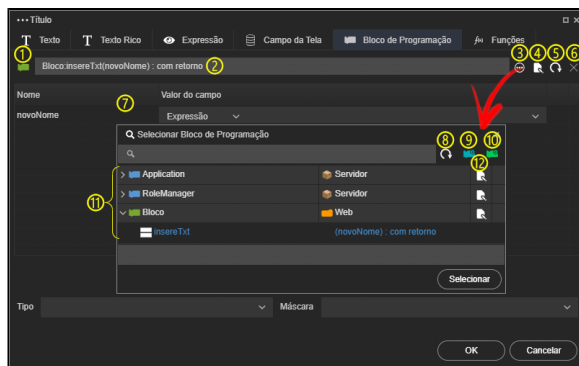 Título
T Texto T Texto Rico Expressão Campo da Tela Bloco de Programação f(x) Funções
1 Bloco:insereTxt(novoNome) : com retorno 2 3 4 5 6
Nome Valor do campo
7
novoNome Expressão
Selecionar Bloco de Programação
8 9 10
12
Application Servidor
RoleManager Servidor
11 Bloco Web
insereTxt (novoNome) : com retorno
Selecionar
Tipo Máscara
OK Cancelar